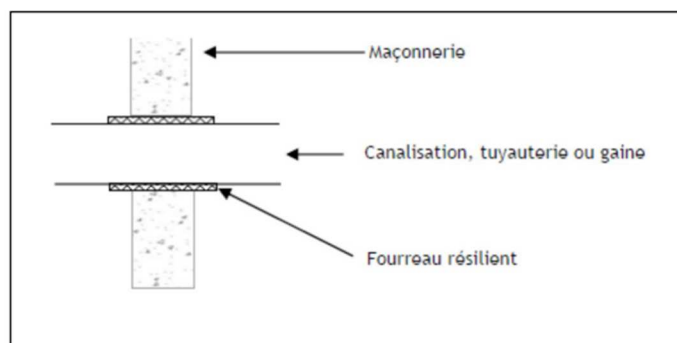 Maçonnerie
Canalisation, tuyauterie ou gaine
Fourreau résilient